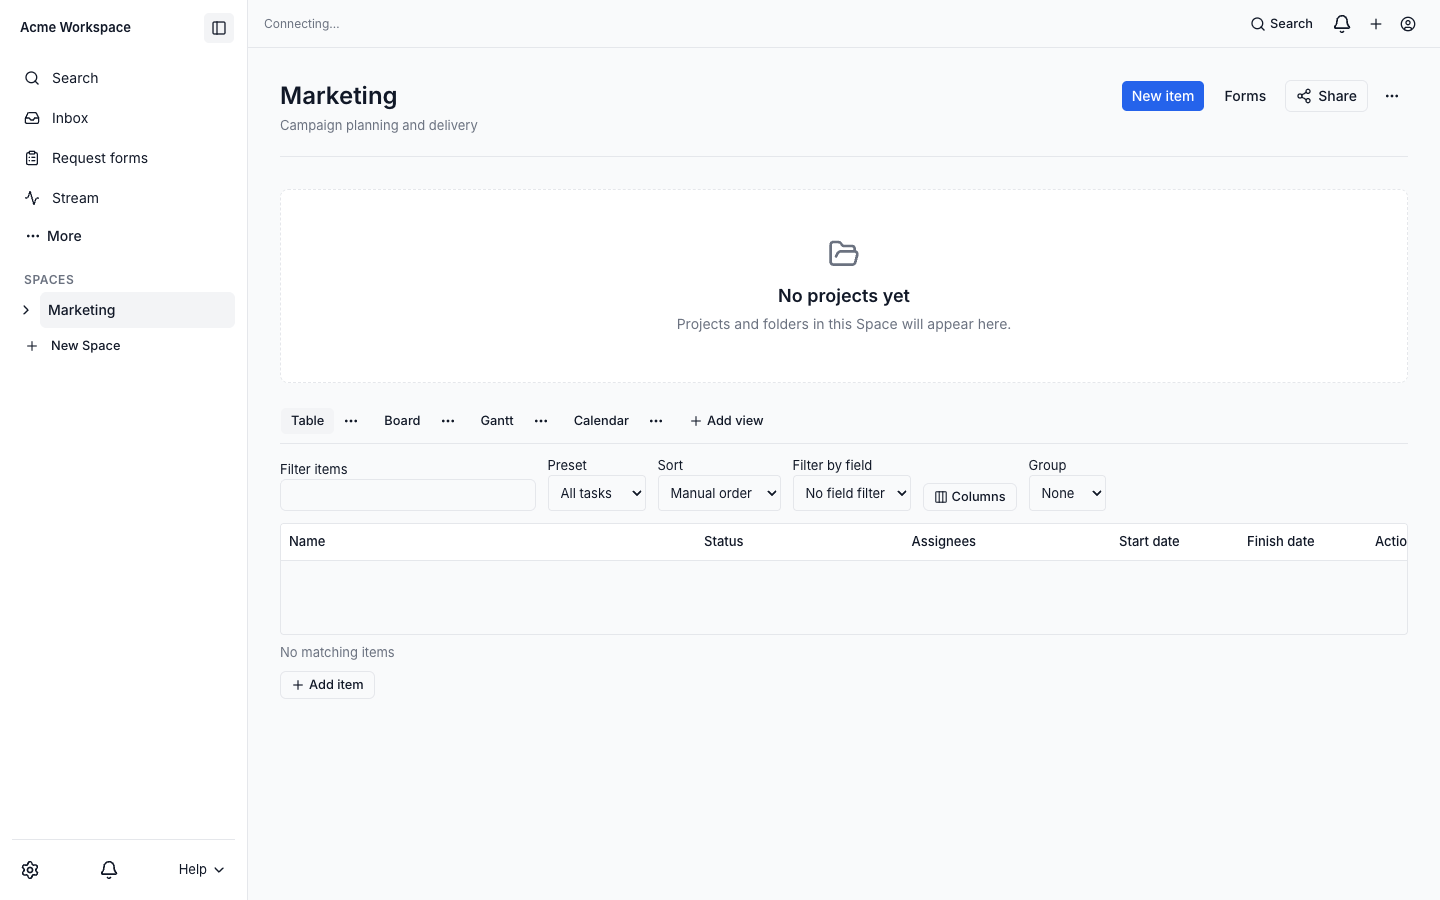 Acme Workspace
Connecting...
Search
Search
Inbox
Request forms
Stream
More
SPACES
Marketing
New Space
Help
Marketing
Campaign planning and delivery
New item
Forms
Share
No projects yet
Projects and folders in this Space will appear here.
Table
Board
Gantt
Calendar
Add view
Filter items
Preset
All tasks
Sort
Manual order
Filter by field
No field filter
Columns
Group
None
Name
Status
Assignees
Start date
Finish date
Actio
No matching items
Add item